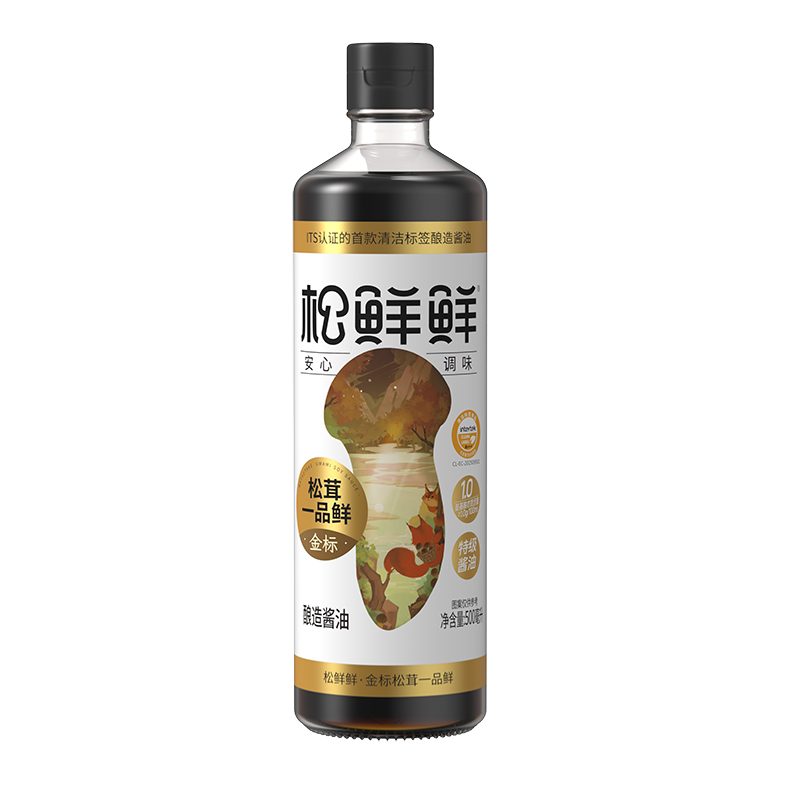 ITS认证的首款清洁标签酿造酱油
松鲜鲜®
安心 调味
intertek
松茸
一品鲜
金标
1.0
特级
酱油
酿造酱油
图案仅供参考
净含量:500毫升
松鲜鲜·金标松茸一品鲜